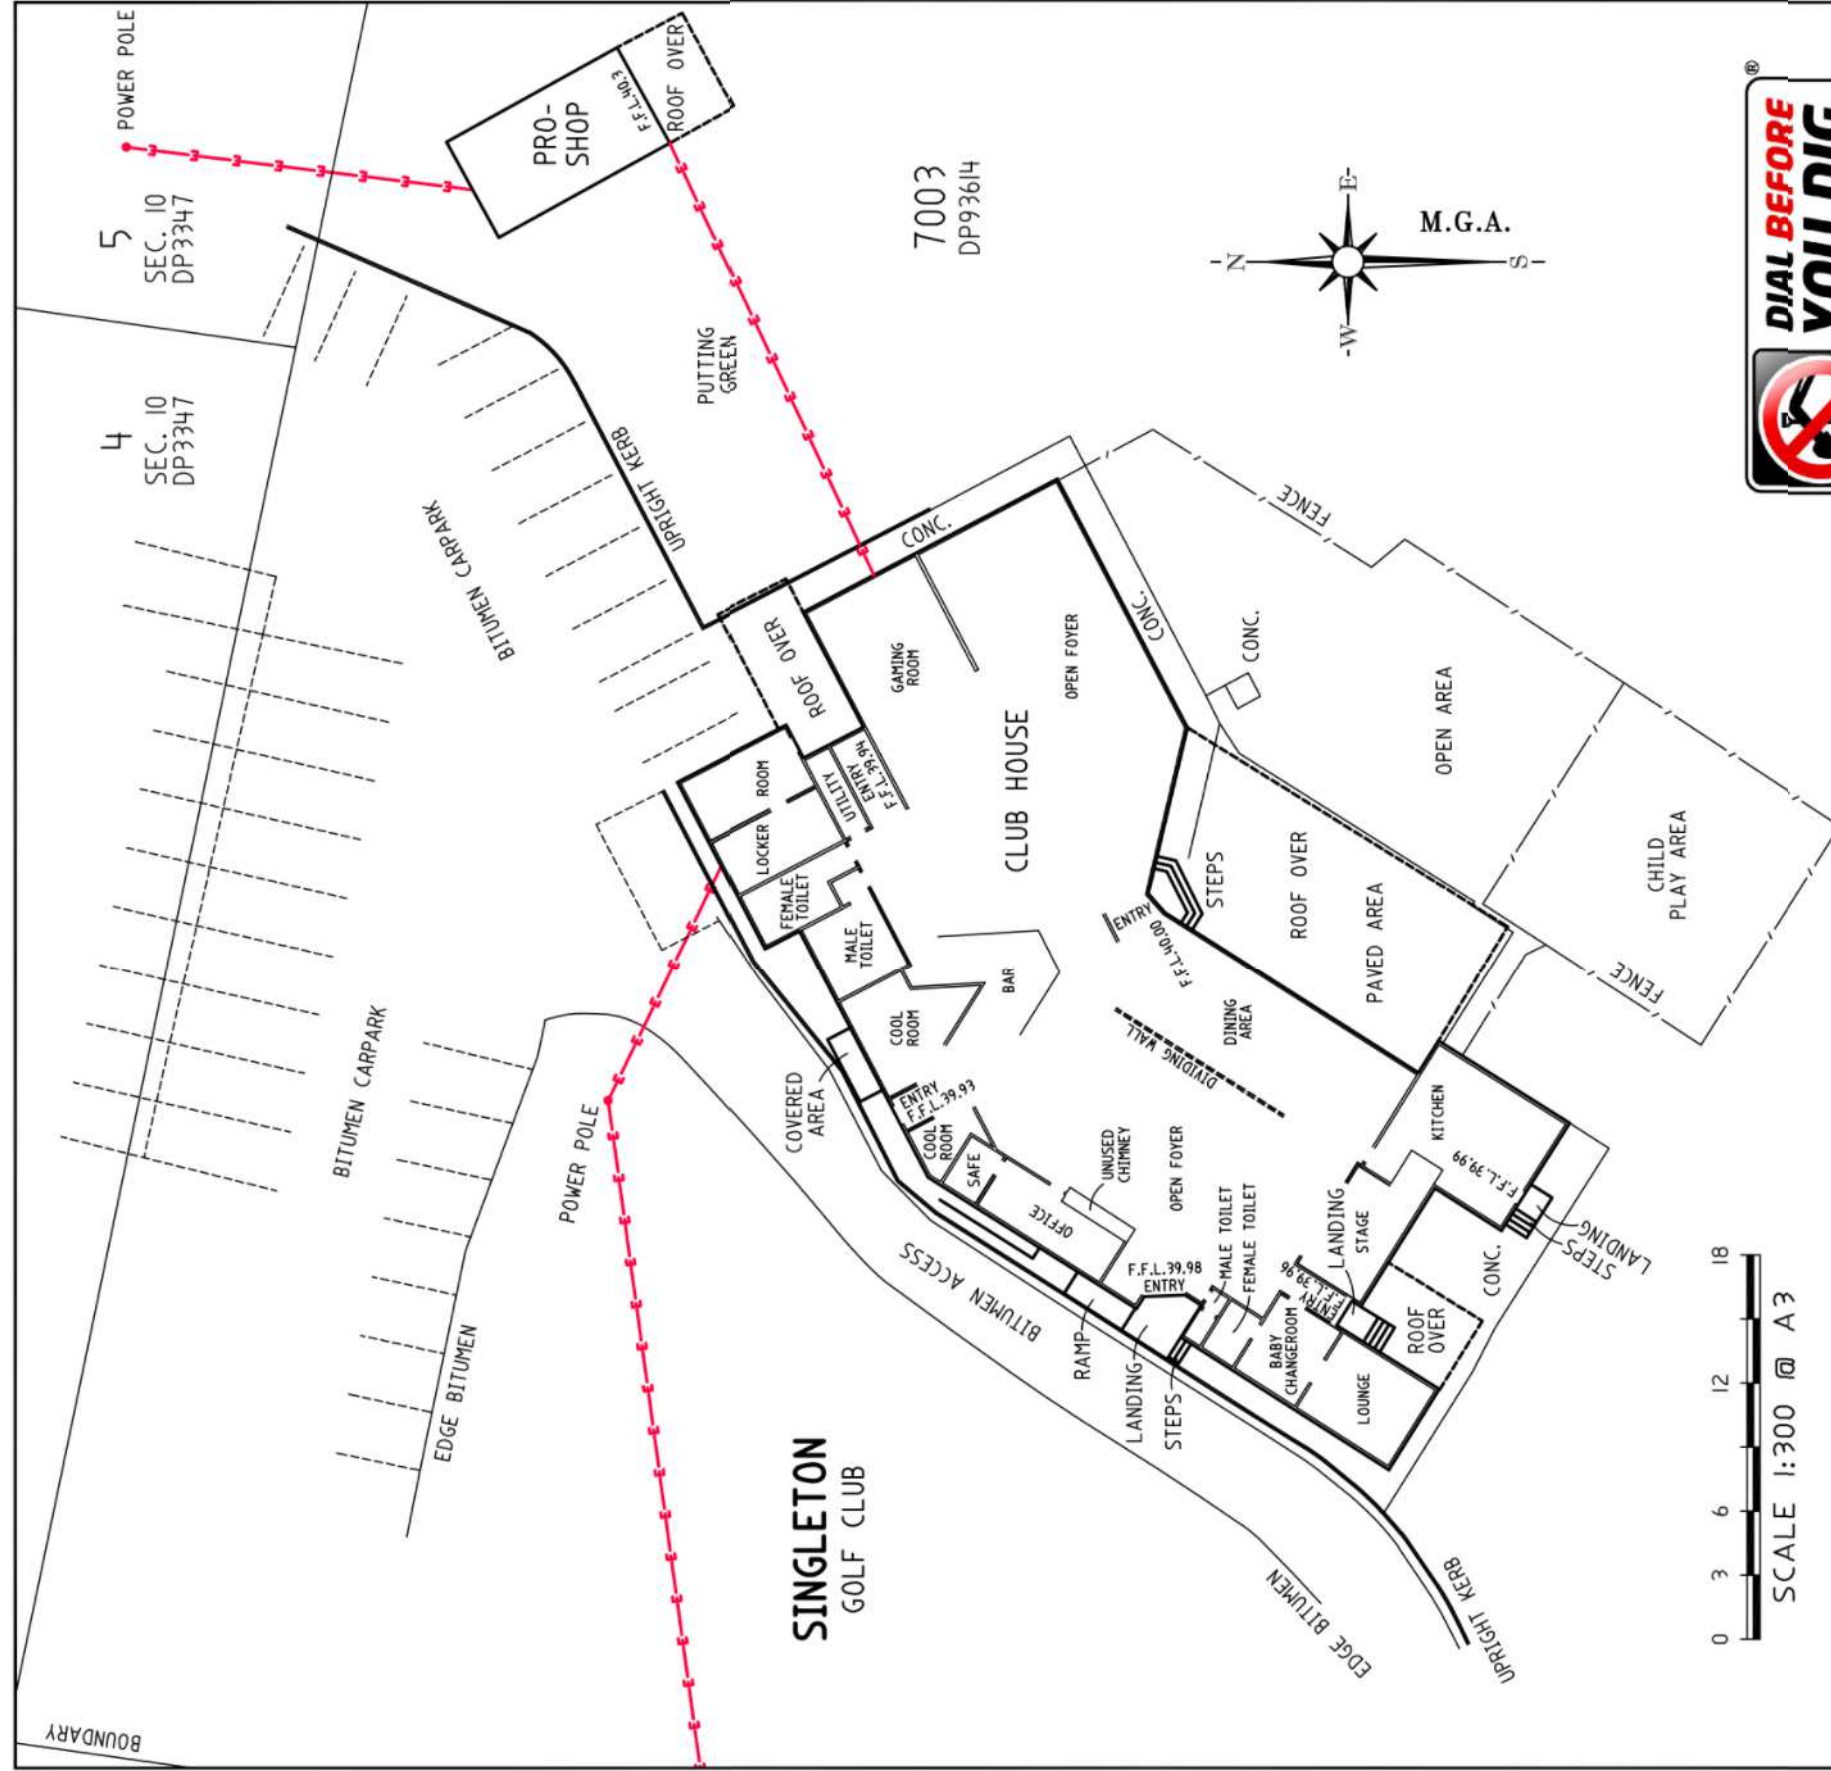 BOUNDARY
4
SEC. 10
DP3347
5
SEC. 10
DP3347
POWER POLE
PRO-
SHOP
F.F.L.40.3
ROOF OVER
BITUMEN CARPARK
BITUMEN CARPARK
UPRIGHT KERB
PUTTING
GREEN
7003
DP93614
EDGE BITUMEN
POWER POLE
SINGLETON
GOLF CLUB
BITUMEN ACCESS
EDGE BITUMEN
UPRIGHT KERB
ROOF OVER
CONC.
GAMING
ROOM
OPEN FOYER
CLUB HOUSE
LOCKER ROOM
UTILITY
ENTRY
F.F.L.39.94
FEMALE
TOILET
MALE
TOILET
COOL
ROOM
BAR
COVERED
AREA
ENTRY
F.F.L.39.93
COOL
ROOM
SAFE
OFFICE
UNUSED
CHIMNEY
OPEN FOYER
DIVIDING WALL
DINING
AREA
ENTRY
F.F.L.40.00
STEPS
ROOF OVER
PAVED AREA
CONC.
CONC.
FENCE
OPEN AREA
CHILD
PLAY AREA
FENCE
KITCHEN
F.F.L.39.99
STAGE
LANDING
MALE TOILET
FEMALE TOILET
F.F.L.39.98
ENTRY
RAMP
LANDING
STEPS
BABY
CHANGEROOM
ENTRY
F.F.L.39.96
LOUNGE
ROOF
OVER
CONC.
STEPS
LANDING
-N-
-E-
-S-
-W-
M.G.A.
0 3 6 12 18
SCALE 1:300 @ A3
DIAL BEFORE
YOU DIG
®
E E E E E E E E
E E E E E E E E E E E
E E E E E E E E E E E E E E E E E E E E E